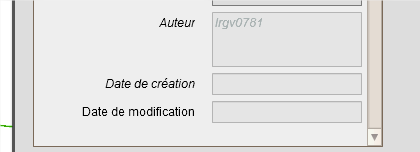 Auteur
lrgv0781
Date de création
Date de modification